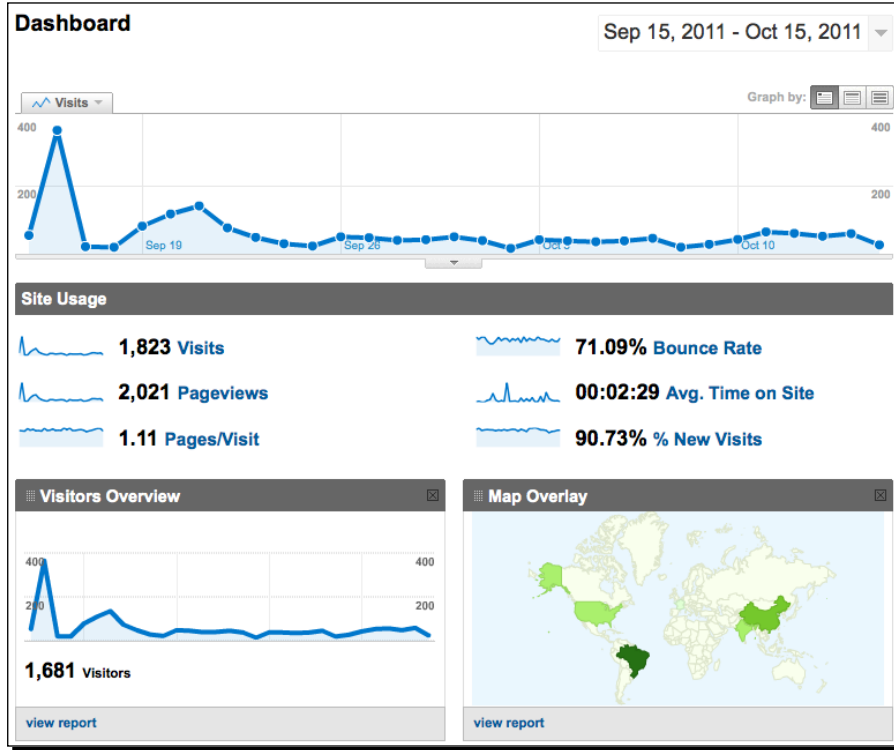 Dashboard
Sep 15, 2011 - Oct 15, 2011
Visits
Graph by:
400
400
200
200
Sep 19
Sep 26
Oct 3
Oct 10
Site Usage
1,823 Visits
71.09% Bounce Rate
2,021 Pageviews
00:02:29 Avg. Time on Site
1.11 Pages/Visit
90.73% % New Visits
Visitors Overview
400
400
200
200
1,681 Visitors
view report
Map Overlay
view report